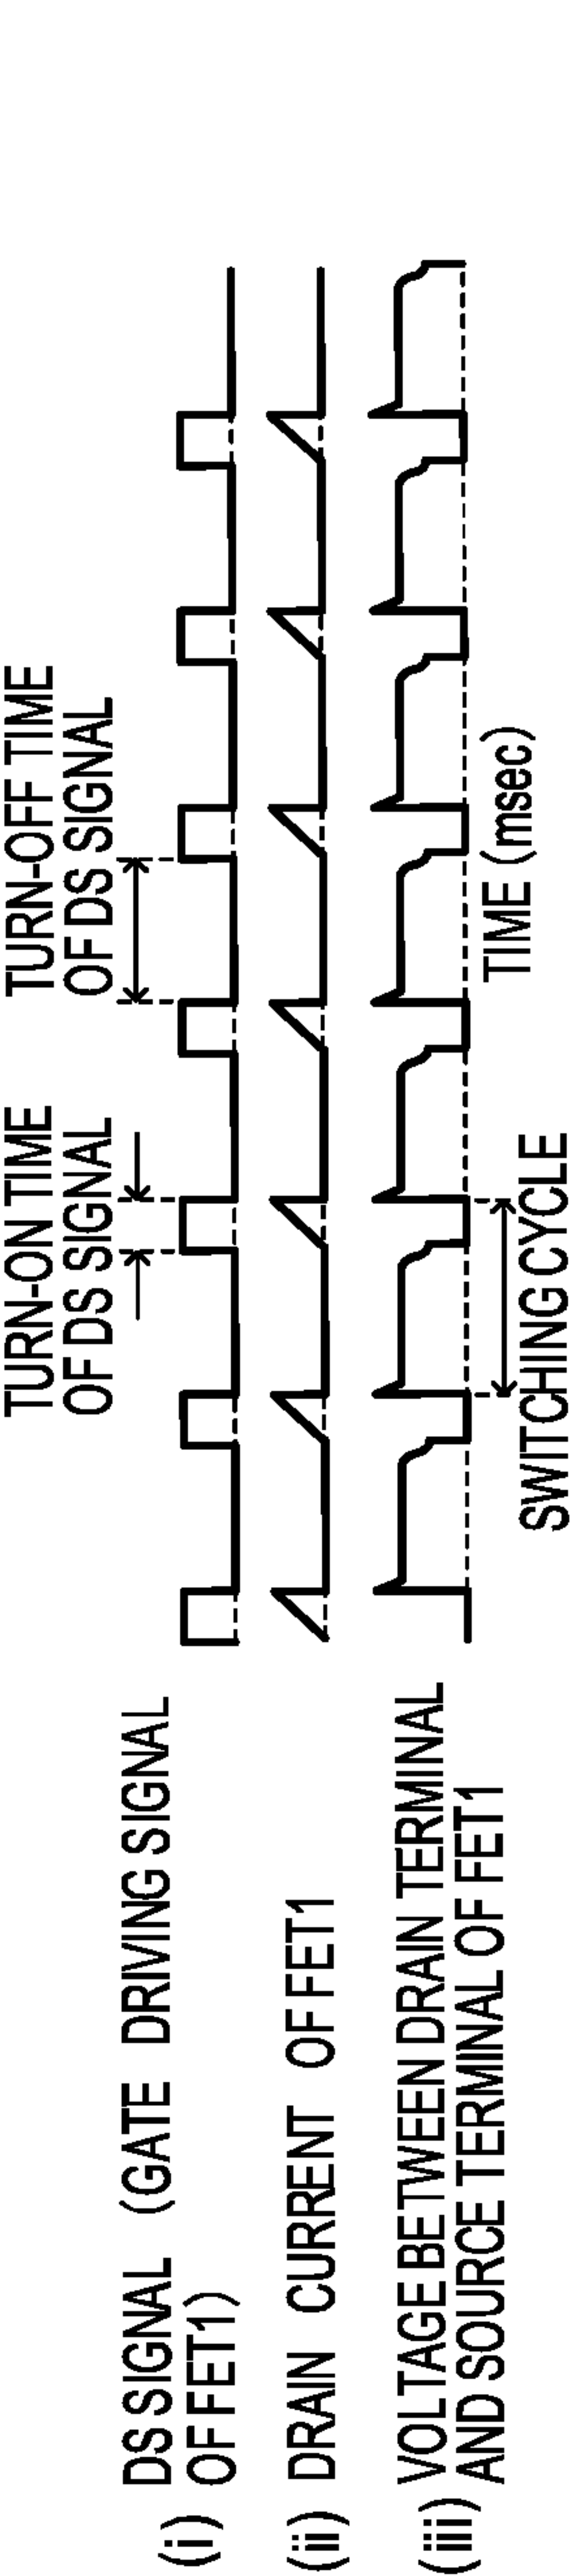 TURN-ON TIME
OF DS SIGNAL
TURN-OFF TIME
OF DS SIGNAL
(i) DS SIGNAL (GATE DRIVING SIGNAL
OF FET1)
(ii) DRAIN CURRENT OF FET1
(iii) VOLTAGE BETWEEN DRAIN TERMINAL
AND SOURCE TERMINAL OF FET1
TIME (msec)
SWITCHING CYCLE